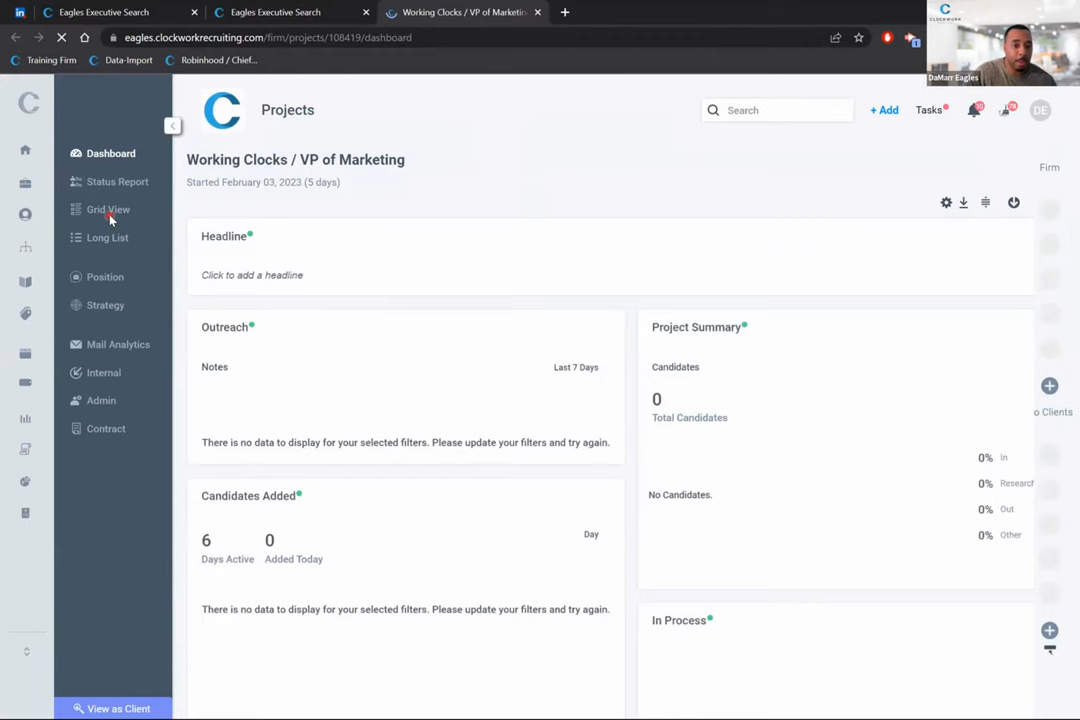 Eagles Executive Search
Eagles Executive Search
Working Clocks / VP of Marketin
eagles.clockworkrecruiting.com/firm/projects/108419/dashboard
Training Firm
Data-Import
Robinhood / Chief...
CLOCKWORK
DaMarr Eagles
Projects
Search
+ Add
Tasks
DE
Dashboard
Status Report
Grid View
Long List
Position
Strategy
Mail Analytics
Internal
Admin
Contract
View as Client
Working Clocks / VP of Marketing
Started February 03, 2023 (5 days)
Firm
Headline
Click to add a headline
Outreach
Notes
Last 7 Days
There is no data to display for your selected filters. Please update your filters and try again.
Project Summary
Candidates
0
Total Candidates
No Candidates.
0% In
0% Research
0% Out
0% Other
o Clients
Candidates Added
6
0
Day
Days Active
Added Today
There is no data to display for your selected filters. Please update your filters and try again.
In Process